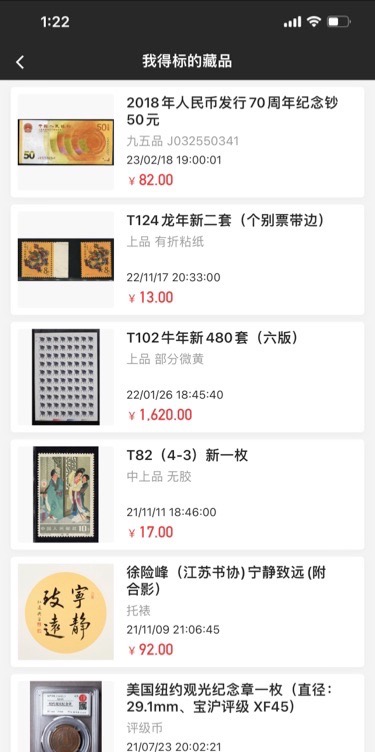 1:22
我得标的藏品
2018年人民币发行70周年纪念钞
50元
九五品 J032550341
23/02/18 19:00:01
￥82.00
T124龙年新二套（个别票带边）
上品 有折粘纸
22/11/17 20:33:00
￥13.00
T102牛年新480套（六版）
上品 部分微黄
22/01/26 18:45:40
￥1,620.00
T82（4-3）新一枚
中上品 无胶
21/11/11 18:46:00
￥17.00
徐险峰（江苏书协)宁静致远(附
合影）
托裱
21/11/09 21:06:45
￥92.00
美国纽约观光纪念章一枚（直径：
29.1mm、宝沪评级 XF45）
评级币
21/07/23 20:02:21